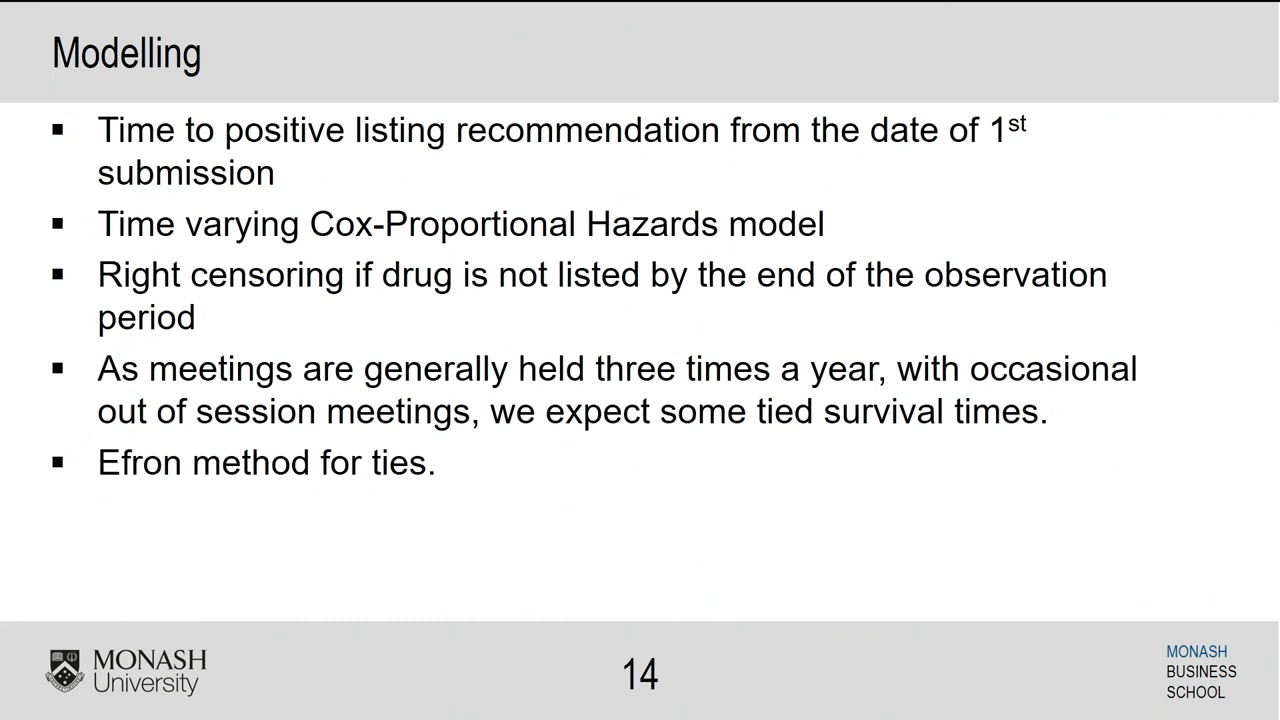 Modelling
▪ Time to positive listing recommendation from the date of 1st
submission
▪ Time varying Cox-Proportional Hazards model
▪ Right censoring if drug is not listed by the end of the observation
period
▪ As meetings are generally held three times a year, with occasional
out of session meetings, we expect some tied survival times.
▪ Efron method for ties.
MONASH
University
14
MONASH
BUSINESS
SCHOOL